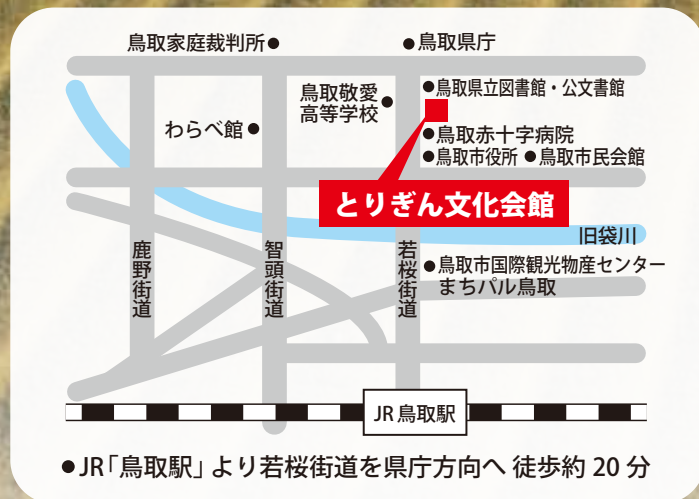 鳥取家庭裁判所●
●鳥取県庁
鳥取敬愛
高等学校●
●鳥取県立図書館・公文書館
わらべ館●
●鳥取赤十字病院
●鳥取市役所 ●鳥取市民会館
とりぎん文化会館
旧袋川
鹿野街道
智頭街道
若桜街道
●鳥取市国際観光物産センター
まちパル鳥取
JR 鳥取駅
●JR「鳥取駅」より若桜街道を県庁方向へ 徒歩約 20 分